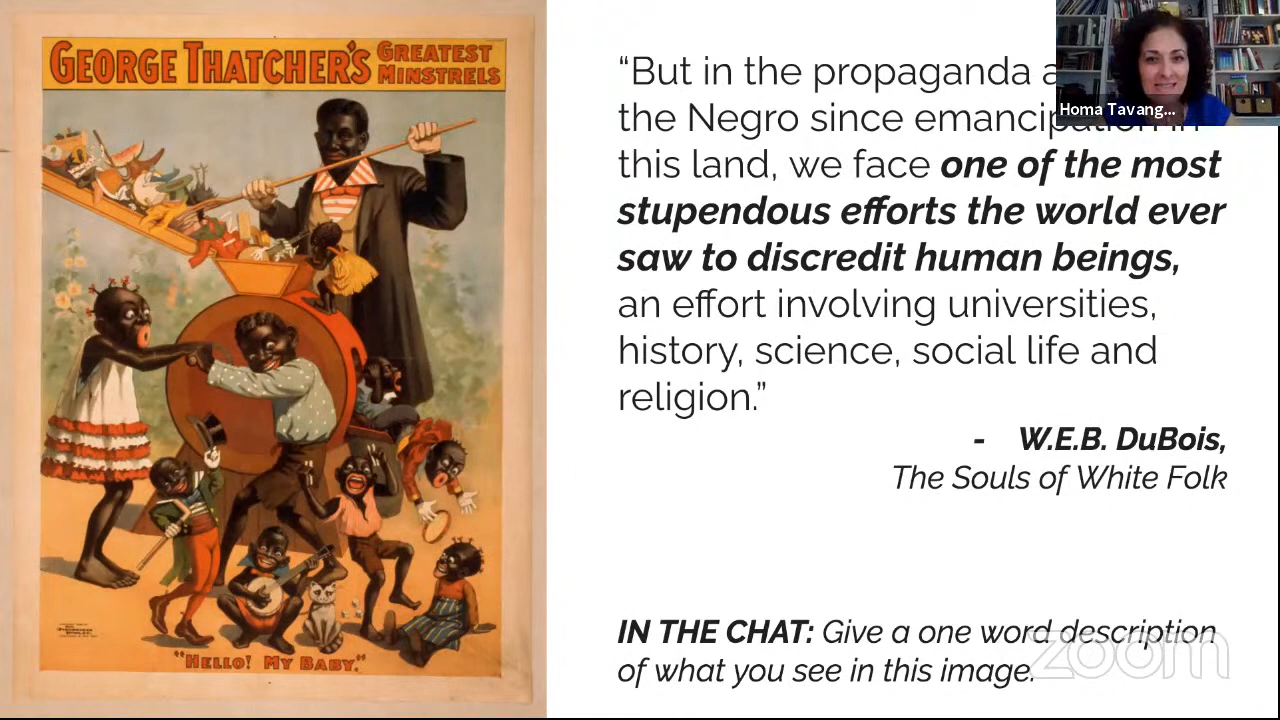 GEORGE THATCHER'S GREATEST MINSTRELS
"HELLO! MY BABY."
“But in the propaganda a
the Negro since emancipation in
this land, we face one of the most
stupendous efforts the world ever
saw to discredit human beings,
an effort involving universities,
history, science, social life and
religion.”
- W.E.B. DuBois,
The Souls of White Folk
IN THE CHAT: Give a one word description
of what you see in this image.
Homa Tavang...
zoom